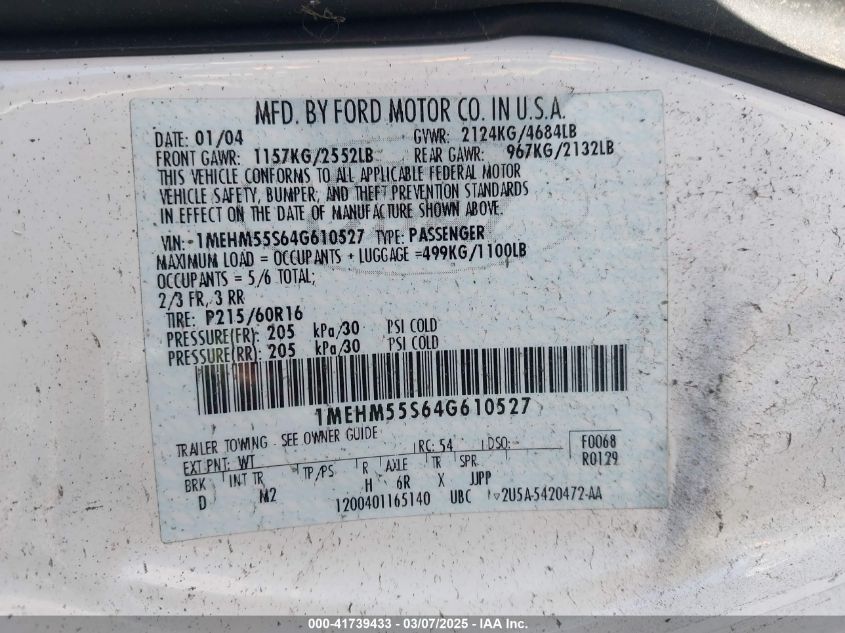 MFD. BY FORD MOTOR CO. IN U.S.A.
DATE: 01/04 GVWR: 2124KG/4684LB
FRONT GAWR: 1157KG/2552LB REAR GAWR: 967KG/2132LB
THIS VEHICLE CONFORMS TO ALL APPLICABLE FEDERAL MOTOR
VEHICLE SAFETY, BUMPER, AND THEFT PREVENTION STANDARDS
IN EFFECT ON THE DATE OF MANUFACTURE SHOWN ABOVE.
VIN: 1MEHM55S64G610527 TYPE: PASSENGER
MAXIMUM LOAD = OCCUPANTS + LUGGAGE =499KG/1100LB
OCCUPANTS = 5/6 TOTAL;
2/3 FR, 3 RR
TIRE: P215/60R16
PRESSURE(FR): 205 kPa/30 PSI COLD
PRESSURE(RR): 205 kPa/30 PSI COLD
1MEHM55S64G610527
TRAILER TOWING - SEE OWNER GUIDE
EXT PNT: WT RC: 54 DSO: F0068
BRK INT TR TP/PS R AXLE TR SPR R0129
D M2 H 6R X JJPP
1200401165140 UBC 2U5A-5420472-AA
000-41739433 - 03/07/2025 - IAA Inc.